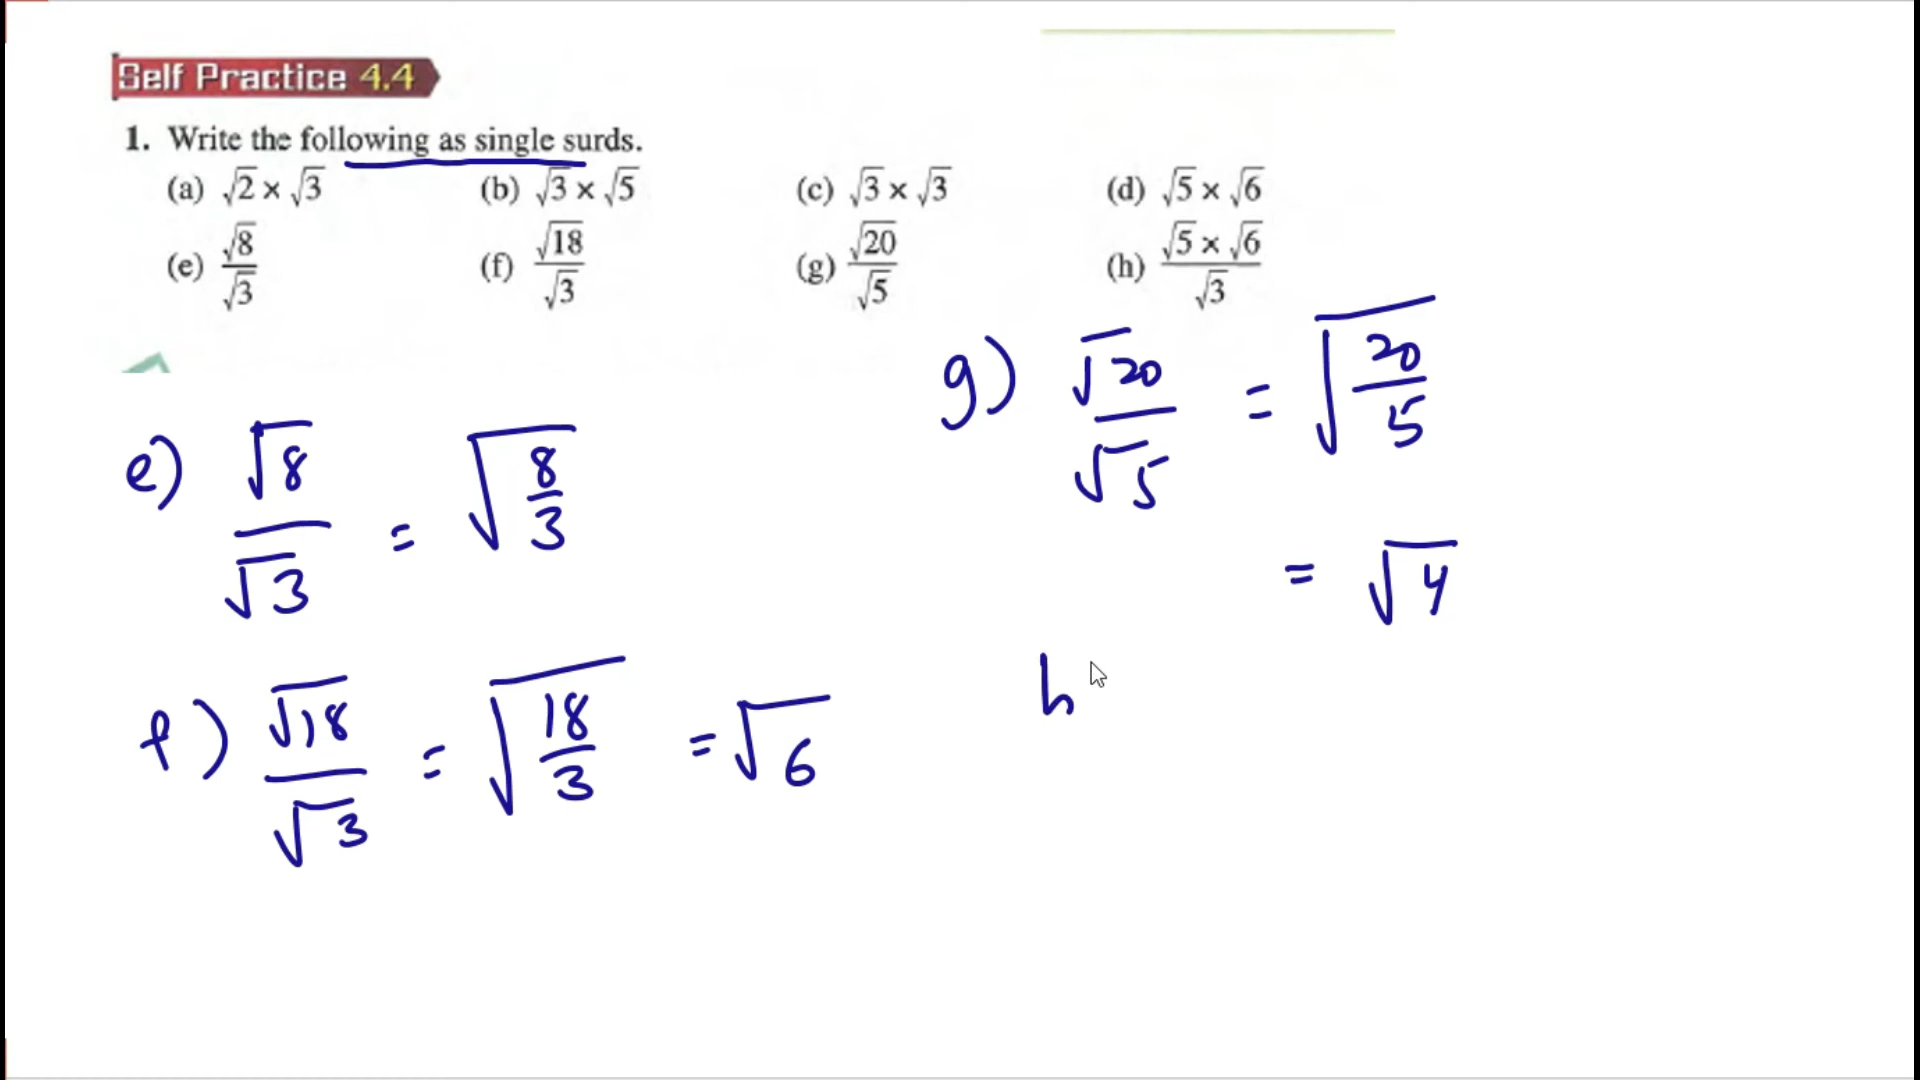 Self Practice 4.4
1. Write the following as single surds.
(a) √2 × √3 (b) √3 × √5 (c) √3 × √3 (d) √5 × √6
(e) √8/√3 (f) √18/√3 (g) √20/√5 (h) (√5 × √6)/√3
e) √8/√3 = √(8/3)
f) √18/√3 = √(18/3) = √6
g) √20/√5 = √(20/5)
= √4
h